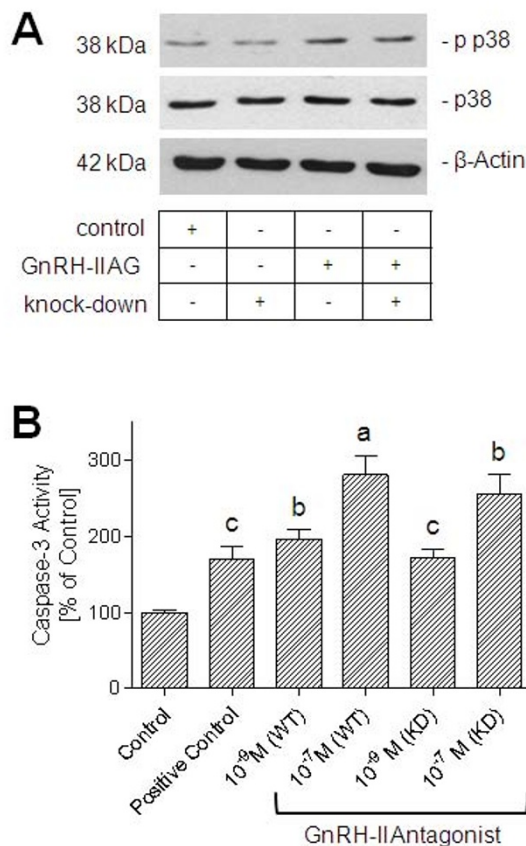 A
38 kDa - p p38
38 kDa - p38
42 kDa - β-Actin
control + - - -
GnRH-IIAG - - + +
knock-down - + - +
B
Caspase-3 Activity
[% of Control]
300
200
100
0
c
b
a
c
b
Control
Positive Control
10⁻⁹M (WT)
10⁻⁷M (WT)
10⁻⁹ M (KD)
10⁻⁷ M (KD)
GnRH-IIAntagonist